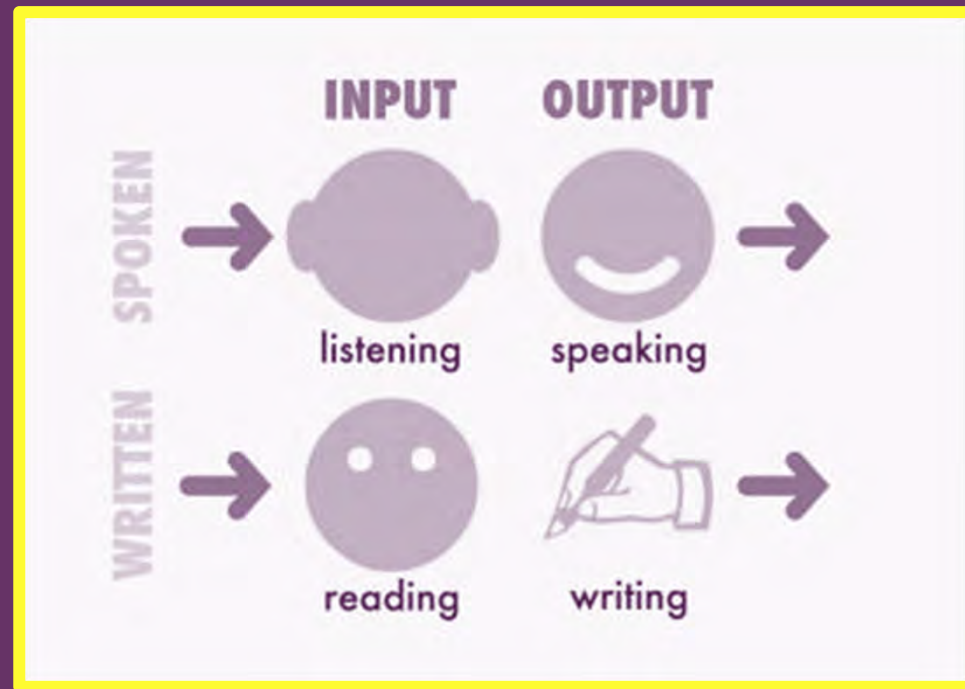 INPUT OUTPUT
SPOKEN
listening speaking
WRITTEN
reading writing